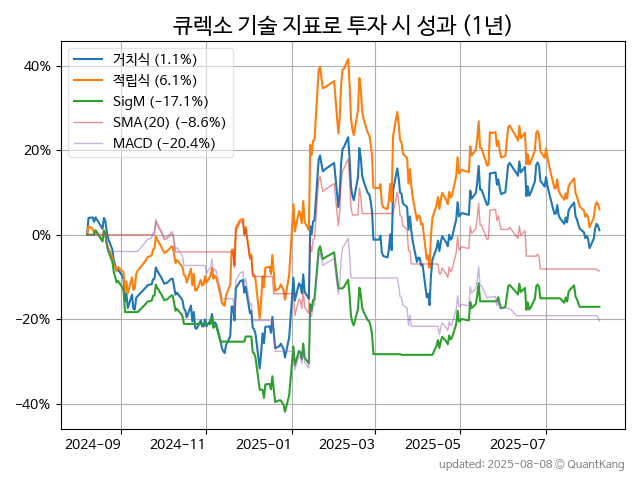 큐렉소 기술 지표로 투자 시 성과 (1년)
거치식 (1.1%)
적립식 (6.1%)
SigM (−17.1%)
SMA(20) (−8.6%)
MACD (−20.4%)
40%
20%
0%
−20%
−40%
2024-09 2024-11 2025-01 2025-03 2025-05 2025-07
updated: 2025-08-08 © QuantKang